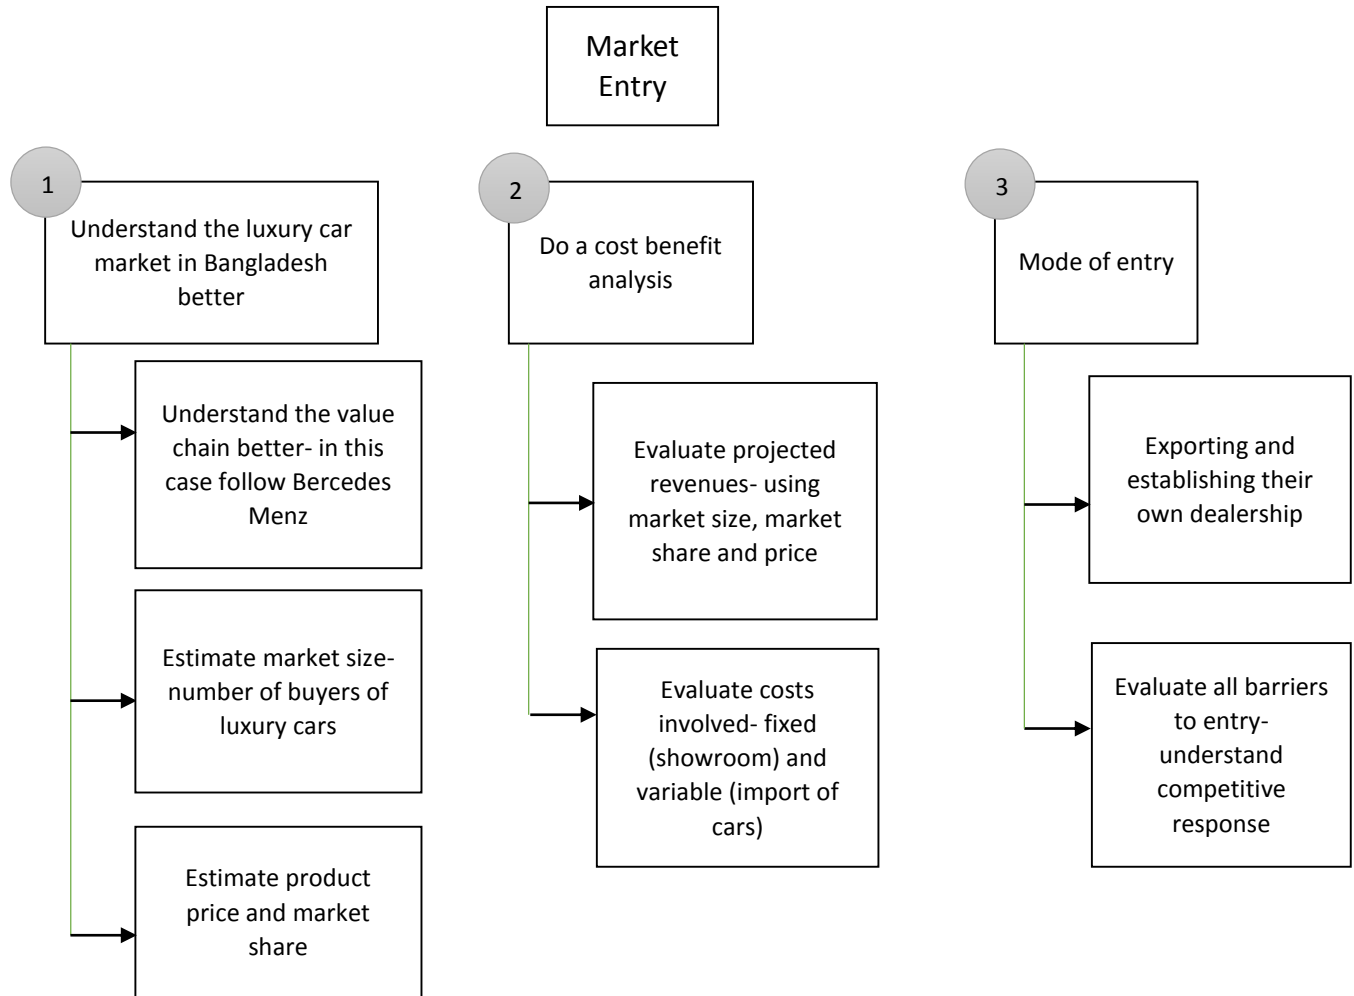 Market
Entry
1
Understand the luxury car
market in Bangladesh
better
Understand the value
chain better- in this
case follow Bercedes
Menz
Estimate market size-
number of buyers of
luxury cars
Estimate product
price and market
share
2
Do a cost benefit
analysis
Evaluate projected
revenues- using
market size, market
share and price
Evaluate costs
involved- fixed
(showroom) and
variable (import of
cars)
3
Mode of entry
Exporting and
establishing their
own dealership
Evaluate all barriers
to entry-
understand
competitive
response